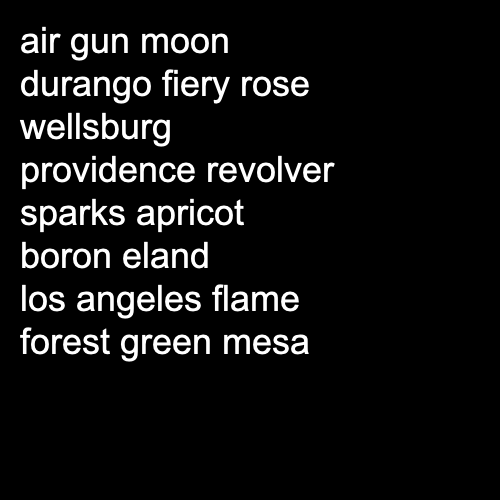 air gun moon
durango fiery rose
wellsburg
providence revolver
sparks apricot
boron eland
los angeles flame
forest green mesa